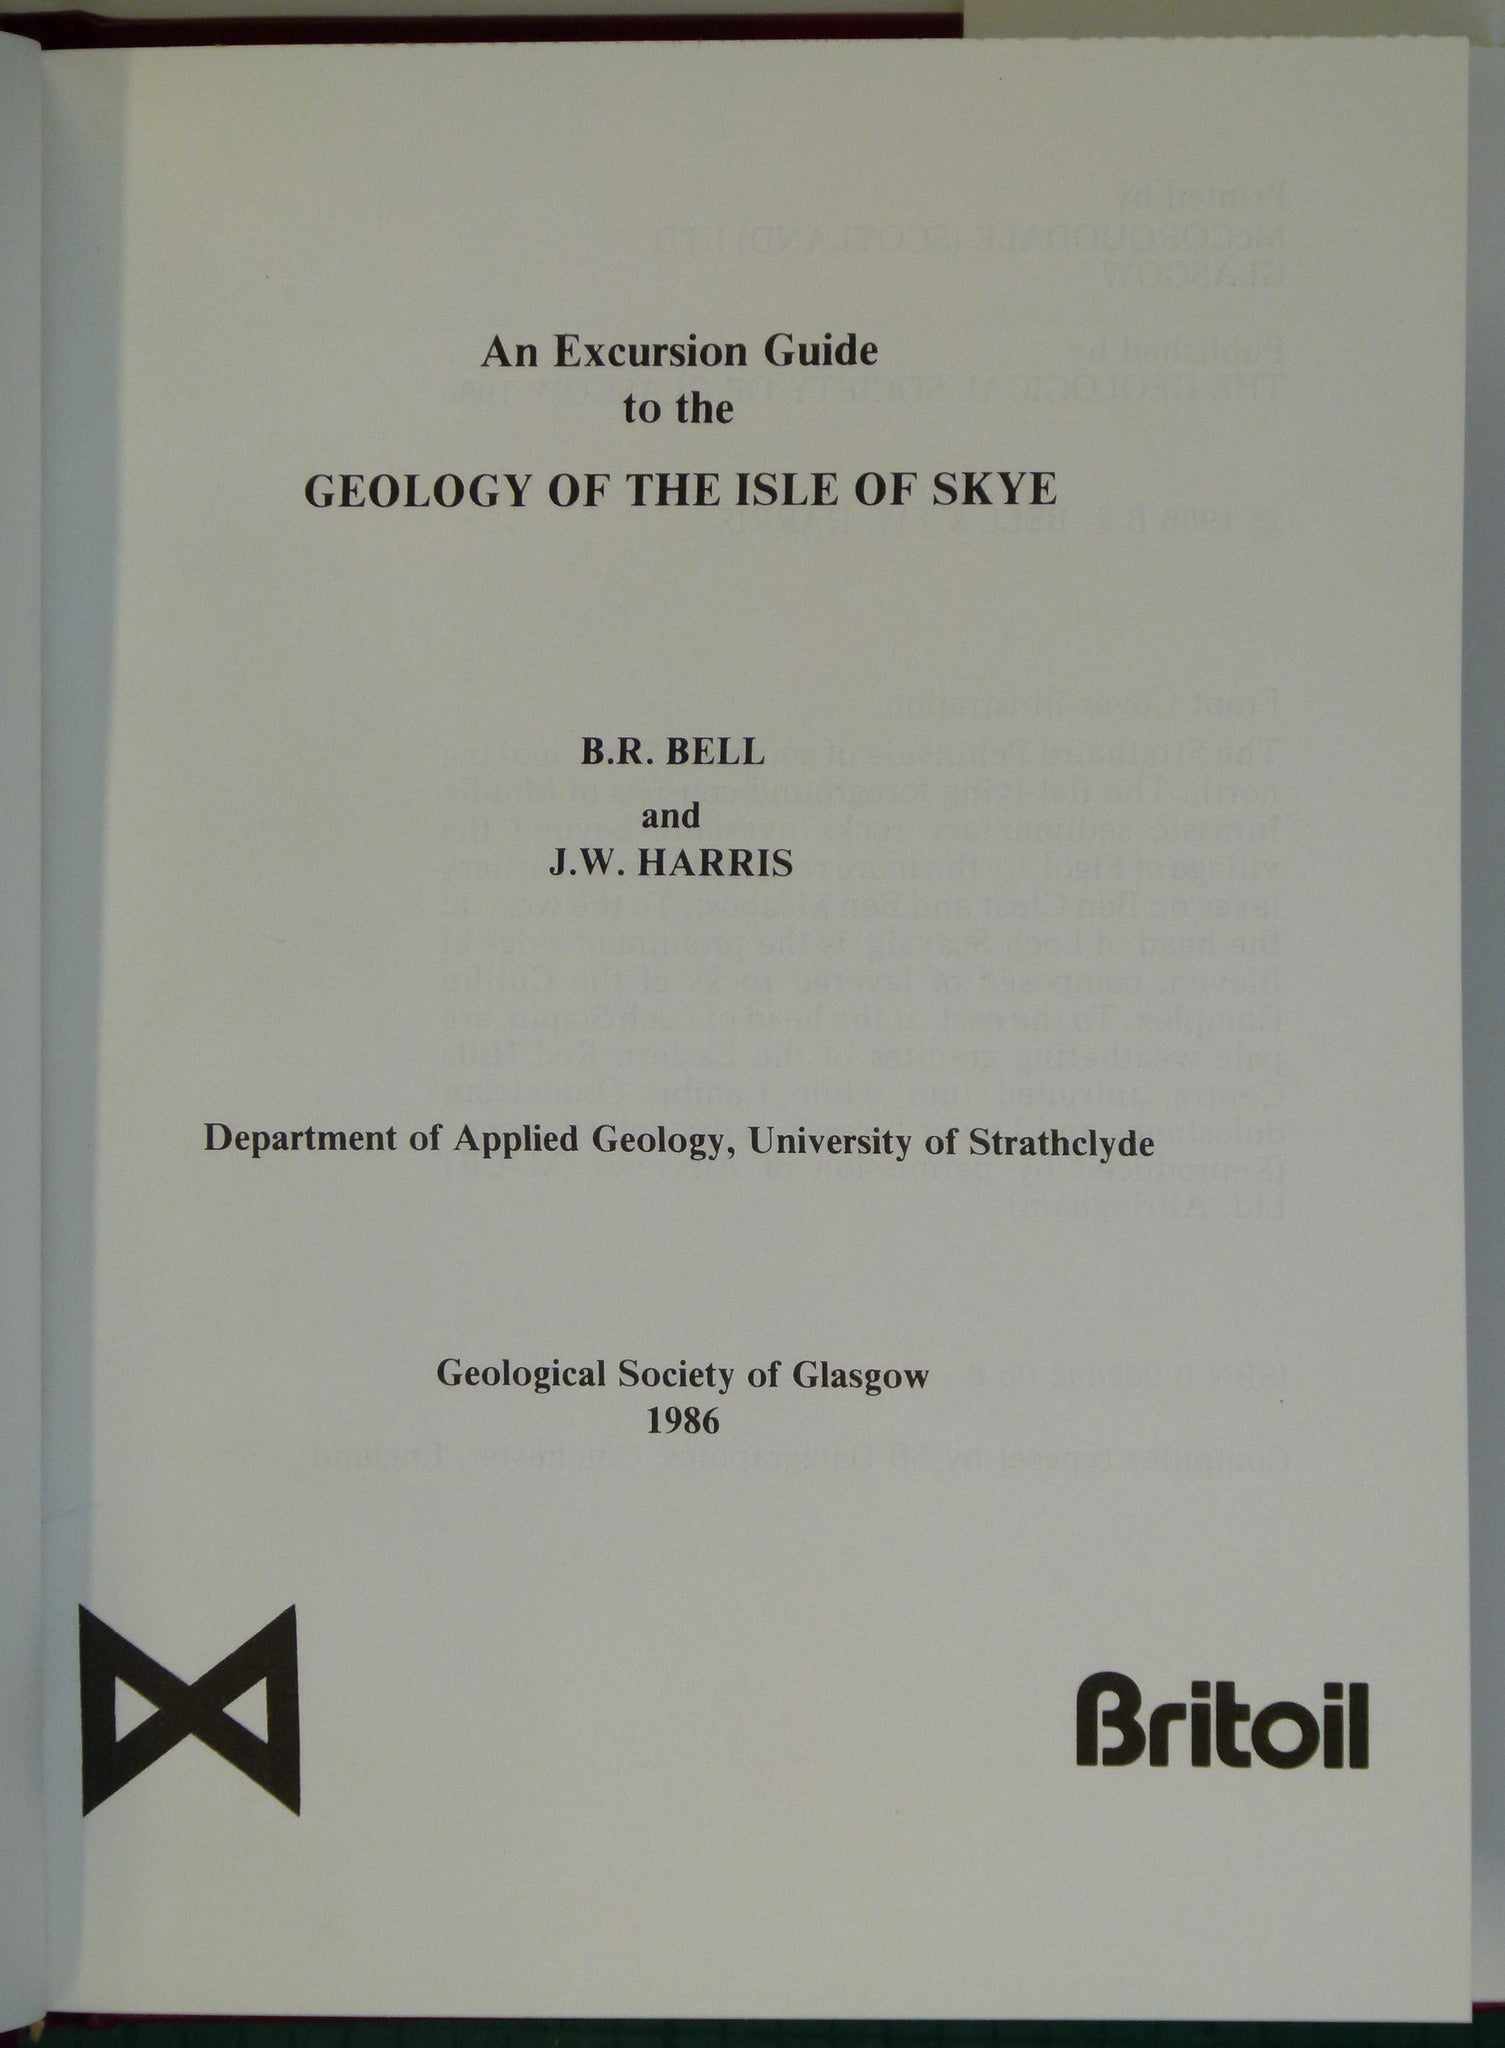 An Excursion Guide
to the
GEOLOGY OF THE ISLE OF SKYE
B.R. BELL
and
J.W. HARRIS
Department of Applied Geology, University of Strathclyde
Geological Society of Glasgow
1986
Britoil